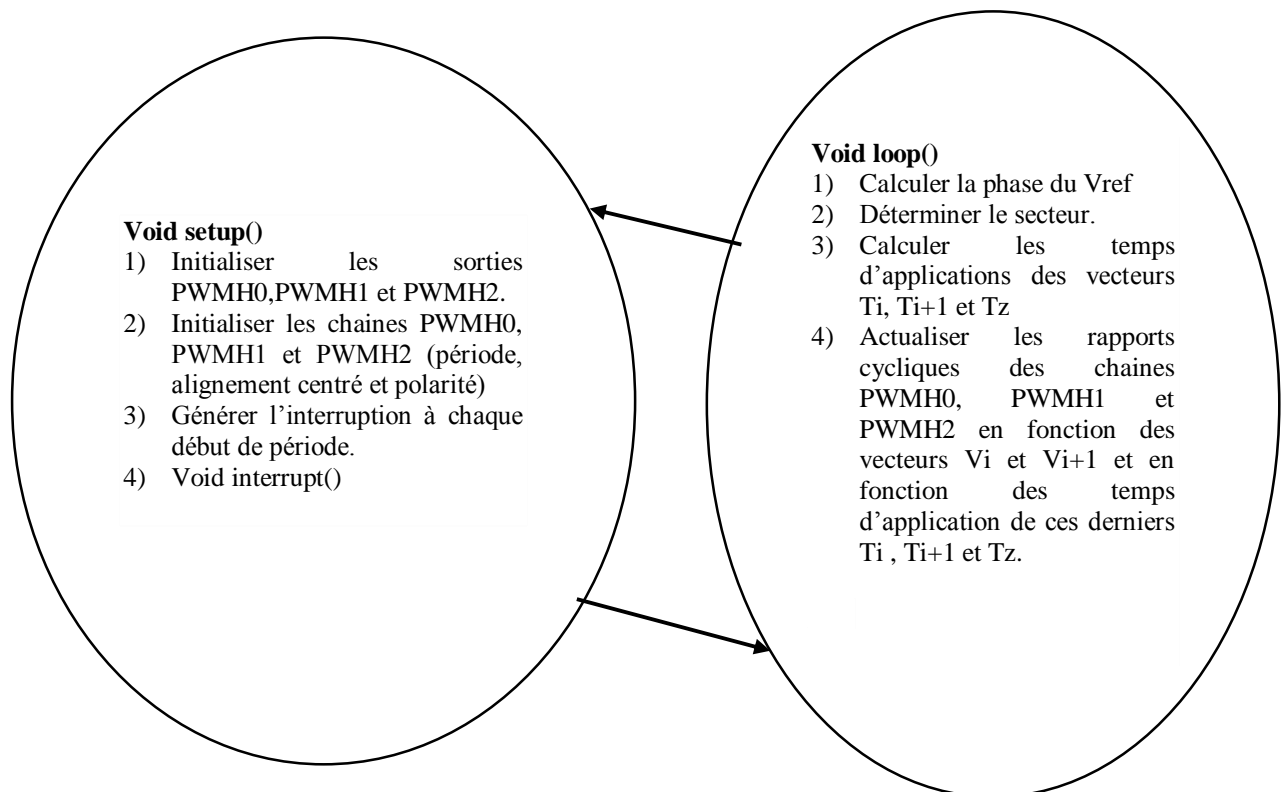 Void setup()
1) Initialiser les sorties
PWMH0,PWMH1 et PWMH2.
2) Initialiser les chaines PWMH0,
PWMH1 et PWMH2 (période,
alignement centré et polarité)
3) Générer l’interruption à chaque
début de période.
4) Void interrupt()
Void loop()
1) Calculer la phase du Vref
2) Déterminer le secteur.
3) Calculer les temps
d’applications des vecteurs
Ti, Ti+1 et Tz
4) Actualiser les rapports
cycliques des chaines
PWMH0, PWMH1 et
PWMH2 en fonction des
vecteurs Vi et Vi+1 et en
fonction des temps
d’application de ces derniers
Ti , Ti+1 et Tz.